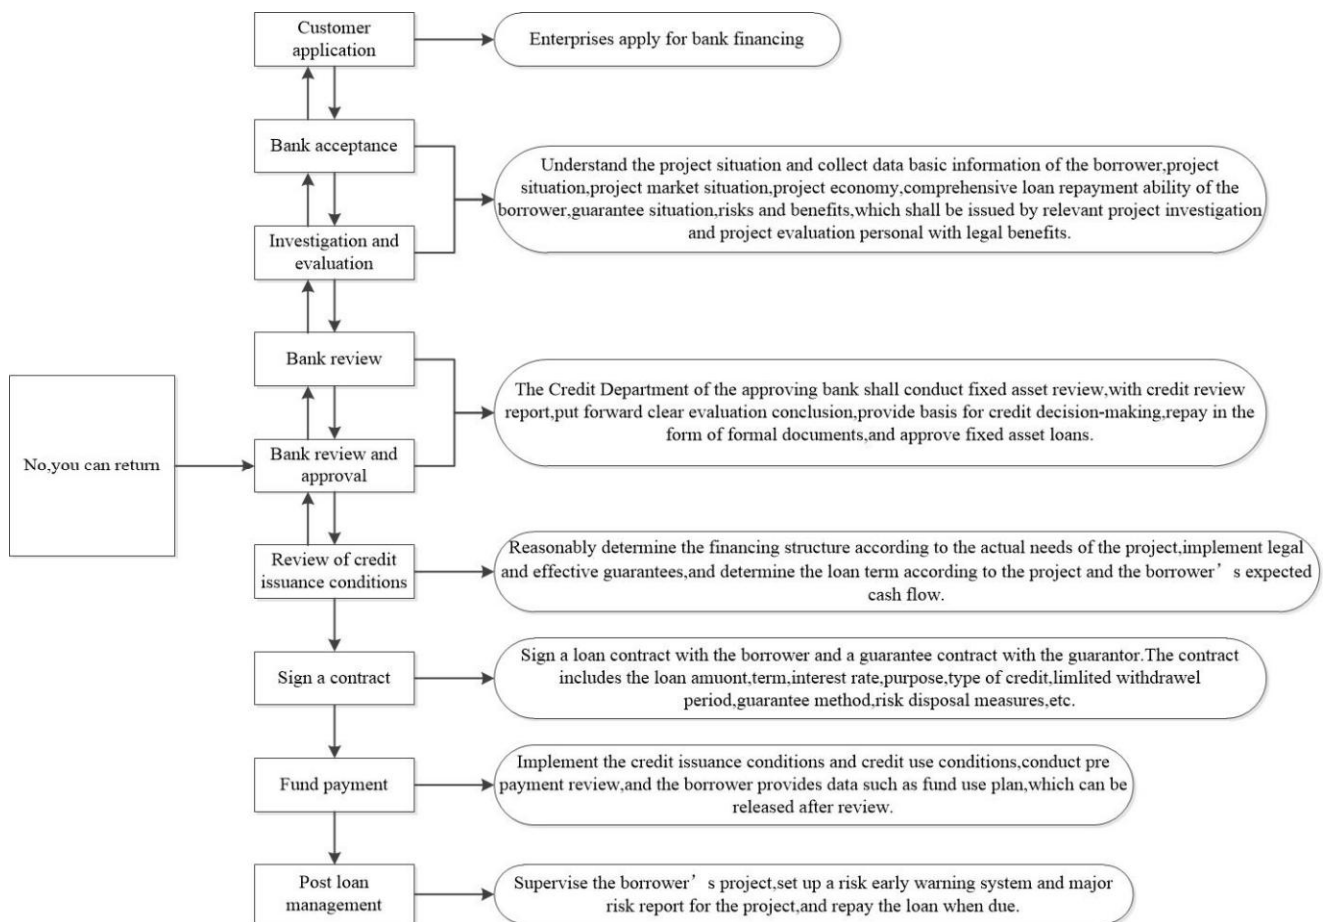 Customer
application
Enterprises apply for bank financing
Bank acceptance
Understand the project situation and collect data basic information of the borrower,project
situation,project market situation,project economy,comprehensive loan repayment ability of the
borrower,guarantee situation,risks and benefits,which shall be issued by relevant project investigation
and project evaluation personal with legal benefits.
Investigation and
evaluation
Bank review
The Credit Department of the approving bank shall conduct fixed asset review,with credit review
report,put forward clear evaluation conclusion,provide basis for credit decision-making,repay in the
form of formal documents,and approve fixed asset loans.
No,you can return
Bank review and
approval
Review of credit
issuance conditions
Reasonably determine the financing structure according to the actual needs of the project,implement legal
and effective guarantees,and determine the loan term according to the project and the borrower’s expected
cash flow.
Sign a contract
Sign a loan contract with the borrower and a guarantee contract with the guarantor.The contract
includes the loan amuont,term,interest rate,purpose,type of credit,limlited withdrawel
period,guarantee method,risk disposal measures,etc.
Fund payment
Implement the credit issuance conditions and credit use conditions,conduct pre
payment review,and the borrower provides data such as fund use plan,which can be
released after review.
Post loan
management
Supervise the borrower’s project,set up a risk early warning system and major
risk report for the project,and repay the loan when due.